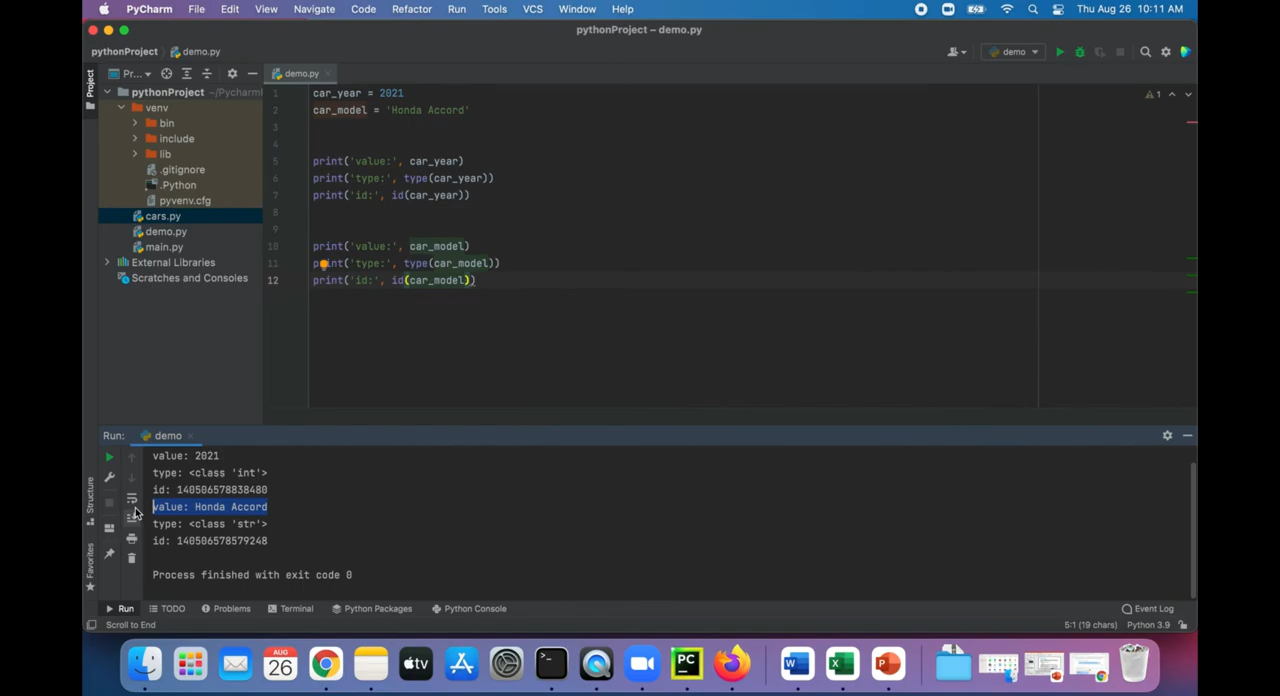 PyCharm File Edit View Navigate Code Refactor Run Tools VCS Window Help Thu Aug 26 10:11 AM
pythonProject – demo.py
pythonProject demo.py demo
Project
Pr... demo.py
pythonProject ~/Pycharm
venv
bin
include
lib
.gitignore
.Python
pyvenv.cfg
cars.py
demo.py
main.py
External Libraries
Scratches and Consoles
1 car_year = 2021
2 car_model = 'Honda Accord'
3
4
5 print('value:', car_year)
6 print('type:', type(car_year))
7 print('id:', id(car_year))
8
9
10 print('value:', car_model)
11 print('type:', type(car_model))
12 print('id:', id(car_model))
1
Run: demo
value: 2021
type: <class 'int'>
id: 140506578838480
value: Honda Accord
type: <class 'str'>
id: 140506578579248
Process finished with exit code 0
Structure
Favorites
Run TODO Problems Terminal Python Packages Python Console Event Log
Scroll to End 5:1 (19 chars) Python 3.9
AUG
26
tv
PC
W
X
P